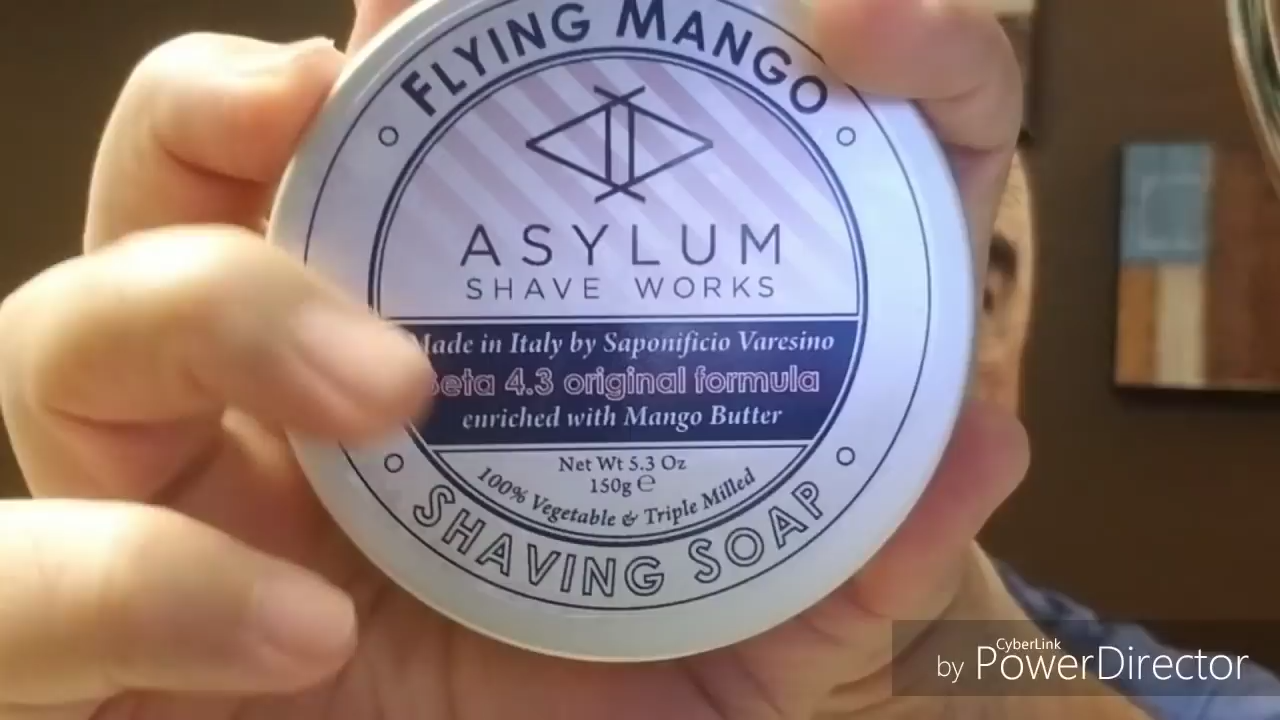 FLYING MANGO
ASYLUM
SHAVE WORKS
Made in Italy by Saponificio Varesino
Beta 4.3 original formula
enriched with Mango Butter
Net Wt 5.3 Oz
150g ℮
100% Vegetable & Triple Milled
SHAVING SOAP
CyberLink
by PowerDirector